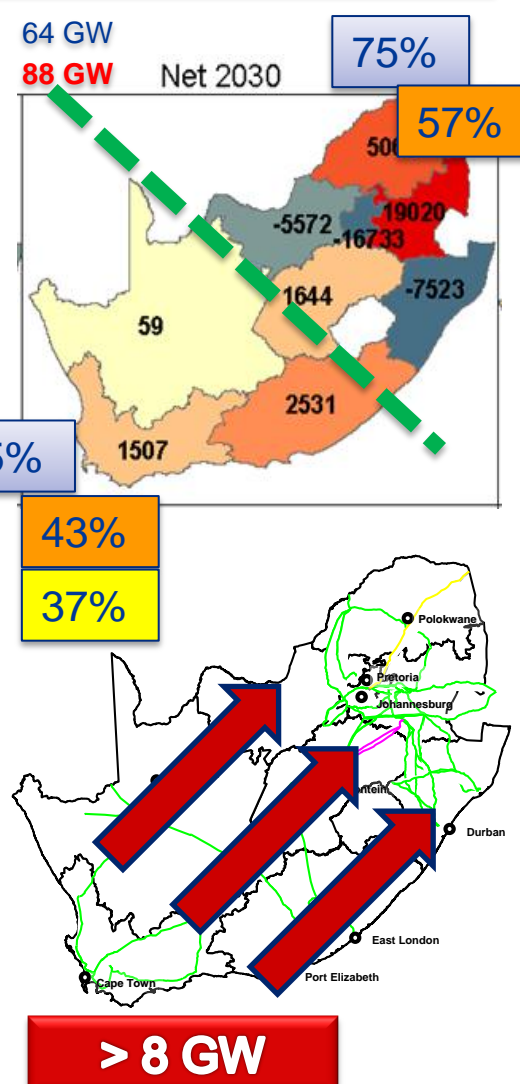 64 GW
88 GW
Net 2030
75%
57%
19020
-5572
-16733
-7523
1644
59
2531
1507
43%
37%
Polokwane
Pretoria
Johannesburg
Durban
East London
Port Elizabeth
Cape Town
> 8 GW